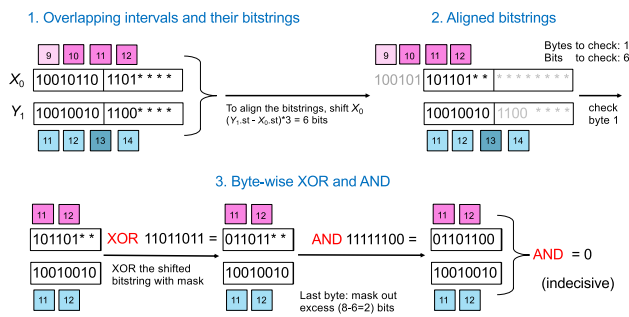 1. Overlapping intervals and their bitstrings
9 10 11 12
X0 10010110 1101* * * *
Y1 10010010 1100* * * *
11 12 13 14
To align the bitstrings, shift X0
(Y1.st - X0.st)*3 = 6 bits
2. Aligned bitstrings
Bytes to check: 1
Bits to check: 6
9 10 11 12
100101 101101* * * * * * * * * *
10010010 1100 * * * *
11 12 13 14
check
byte 1
3. Byte-wise XOR and AND
11 12
101101* *
10010010
11 12
XOR 11011011 =
XOR the shifted
bitstring with mask
11 12
011011* *
10010010
11 12
AND 11111100 =
Last byte: mask out
excess (8-6=2) bits
11 12
01101100
10010010
11 12
AND = 0
(indecisive)